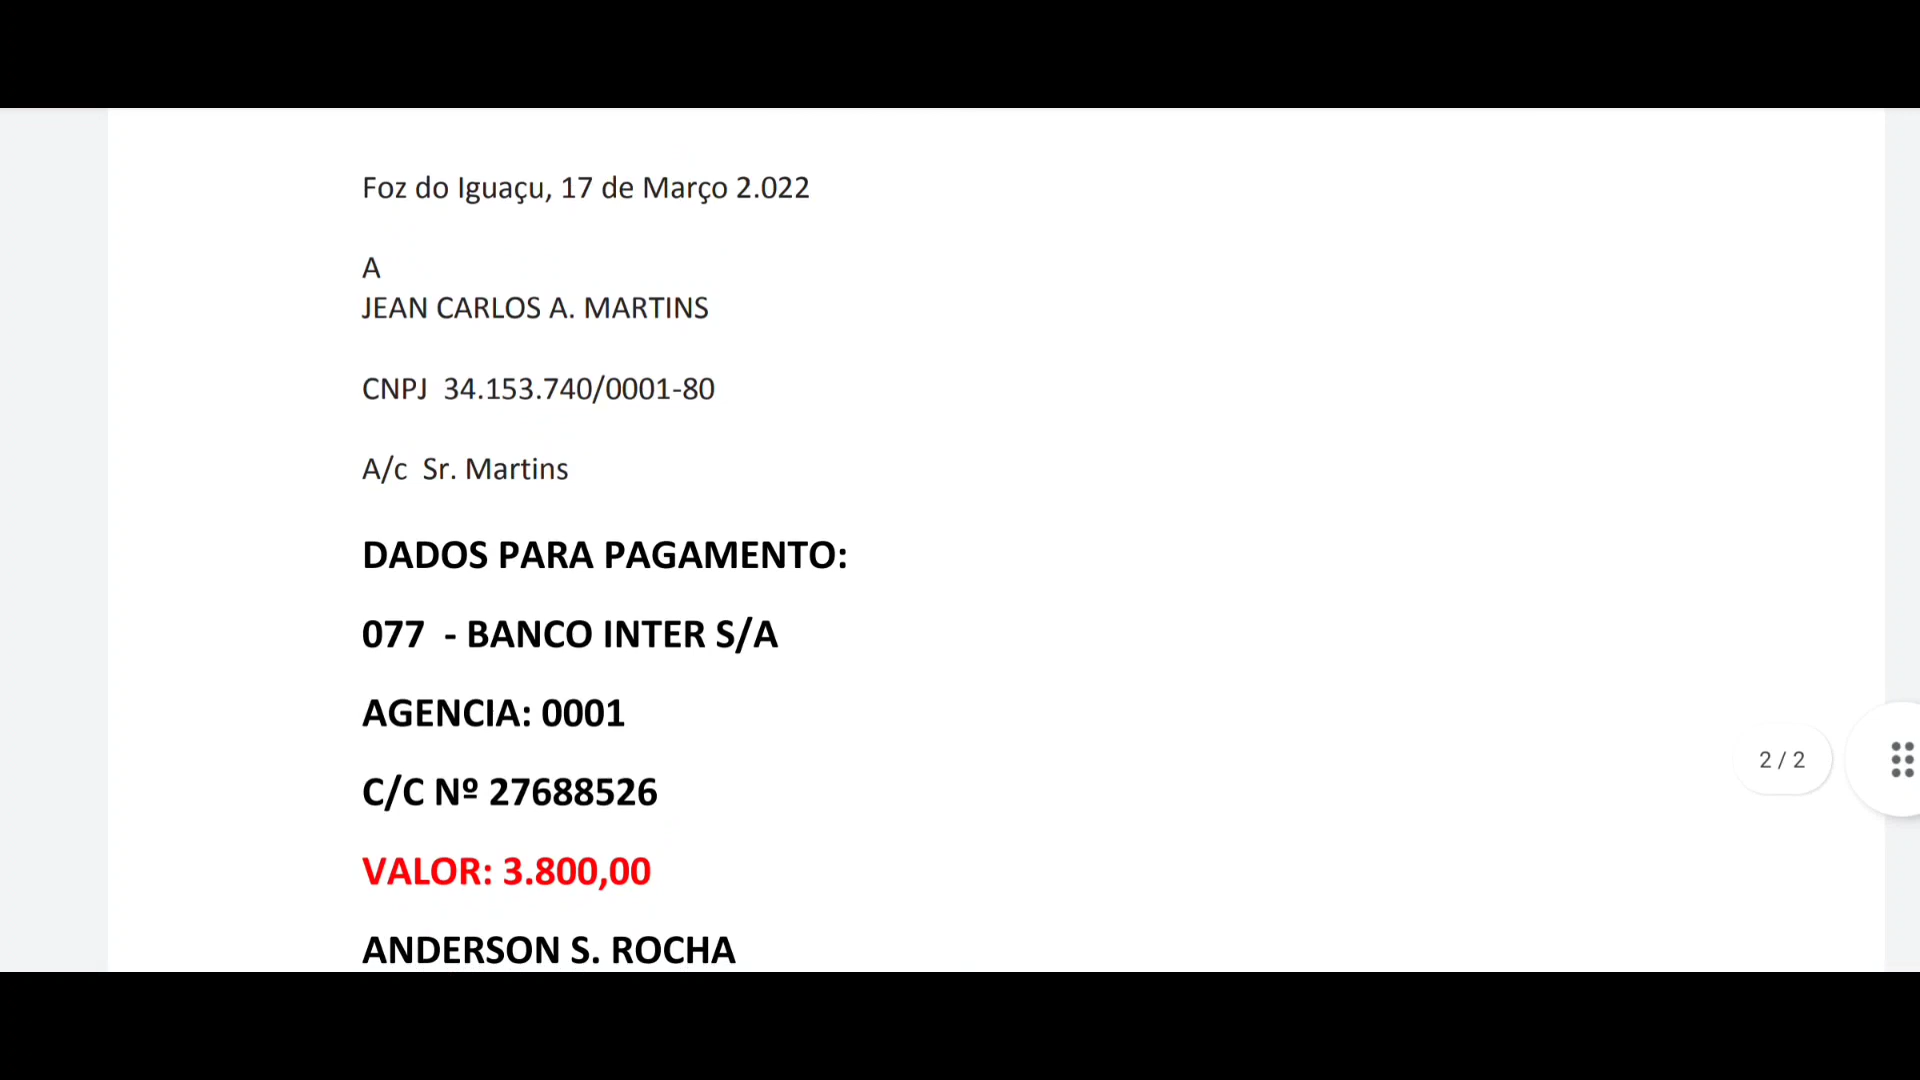 Foz do Iguaçu, 17 de Março 2.022
A
JEAN CARLOS A. MARTINS
CNPJ  34.153.740/0001-80
A/c  Sr. Martins
DADOS PARA PAGAMENTO:
077  - BANCO INTER S/A
AGENCIA: 0001
C/C Nº 27688526
VALOR: 3.800,00
ANDERSON S. ROCHA
2 / 2